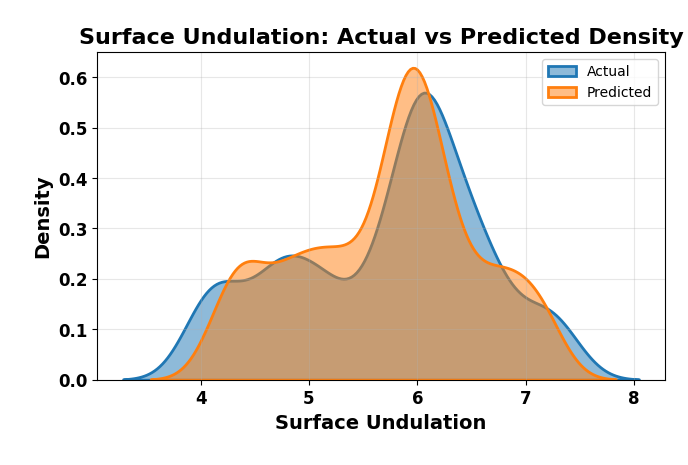 Surface Undulation: Actual vs Predicted Density
Actual
Predicted
Density
0.6
0.5
0.4
0.3
0.2
0.1
0.0
4 5 6 7 8
Surface Undulation